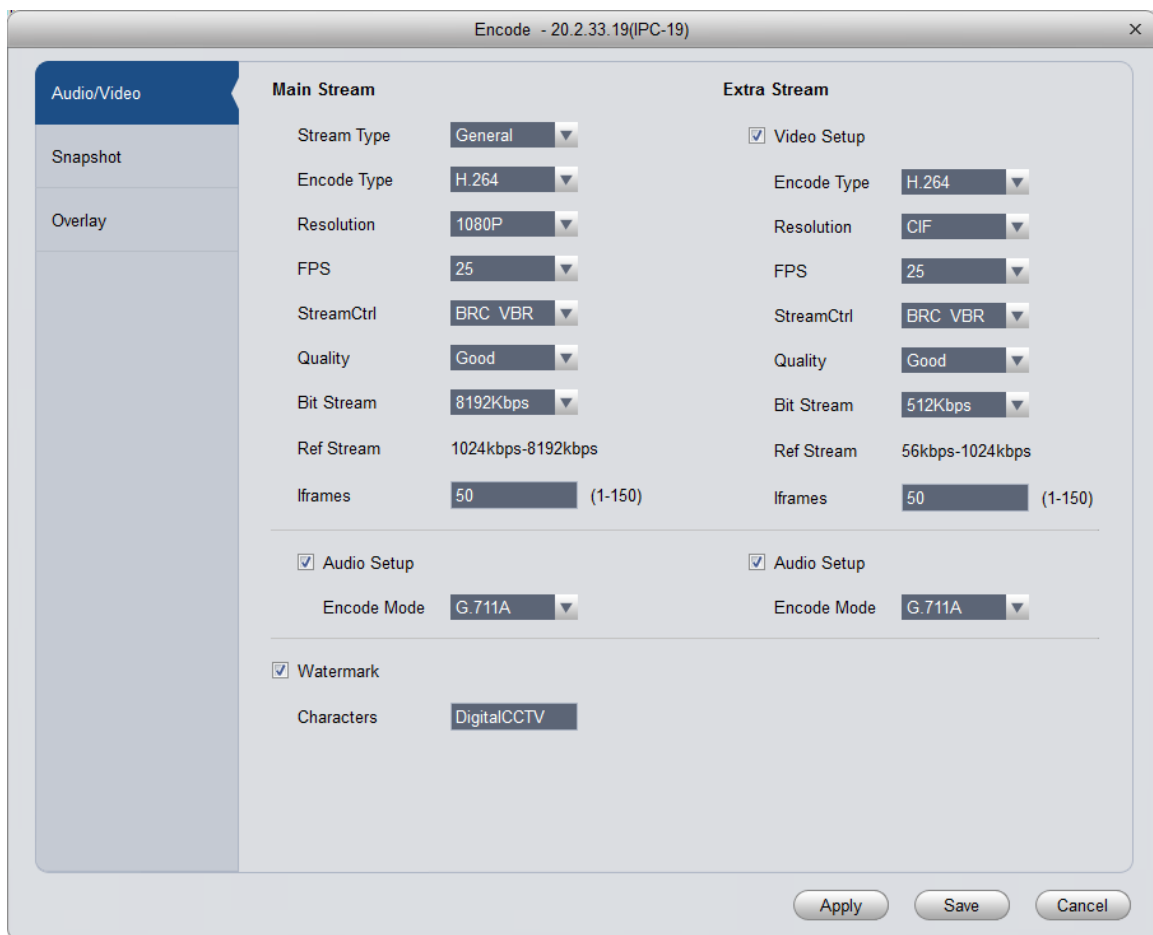 Encode - 20.2.33.19(IPC-19)
Audio/Video
Snapshot
Overlay
Main Stream
Stream Type General
Encode Type H.264
Resolution 1080P
FPS 25
StreamCtrl BRC VBR
Quality Good
Bit Stream 8192Kbps
Ref Stream 1024kbps-8192kbps
Iframes 50 (1-150)
Audio Setup
Encode Mode G.711A
Extra Stream
Video Setup
Encode Type H.264
Resolution CIF
FPS 25
StreamCtrl BRC VBR
Quality Good
Bit Stream 512Kbps
Ref Stream 56kbps-1024kbps
Iframes 50 (1-150)
Audio Setup
Encode Mode G.711A
Watermark
Characters DigitalCCTV
Apply Save Cancel